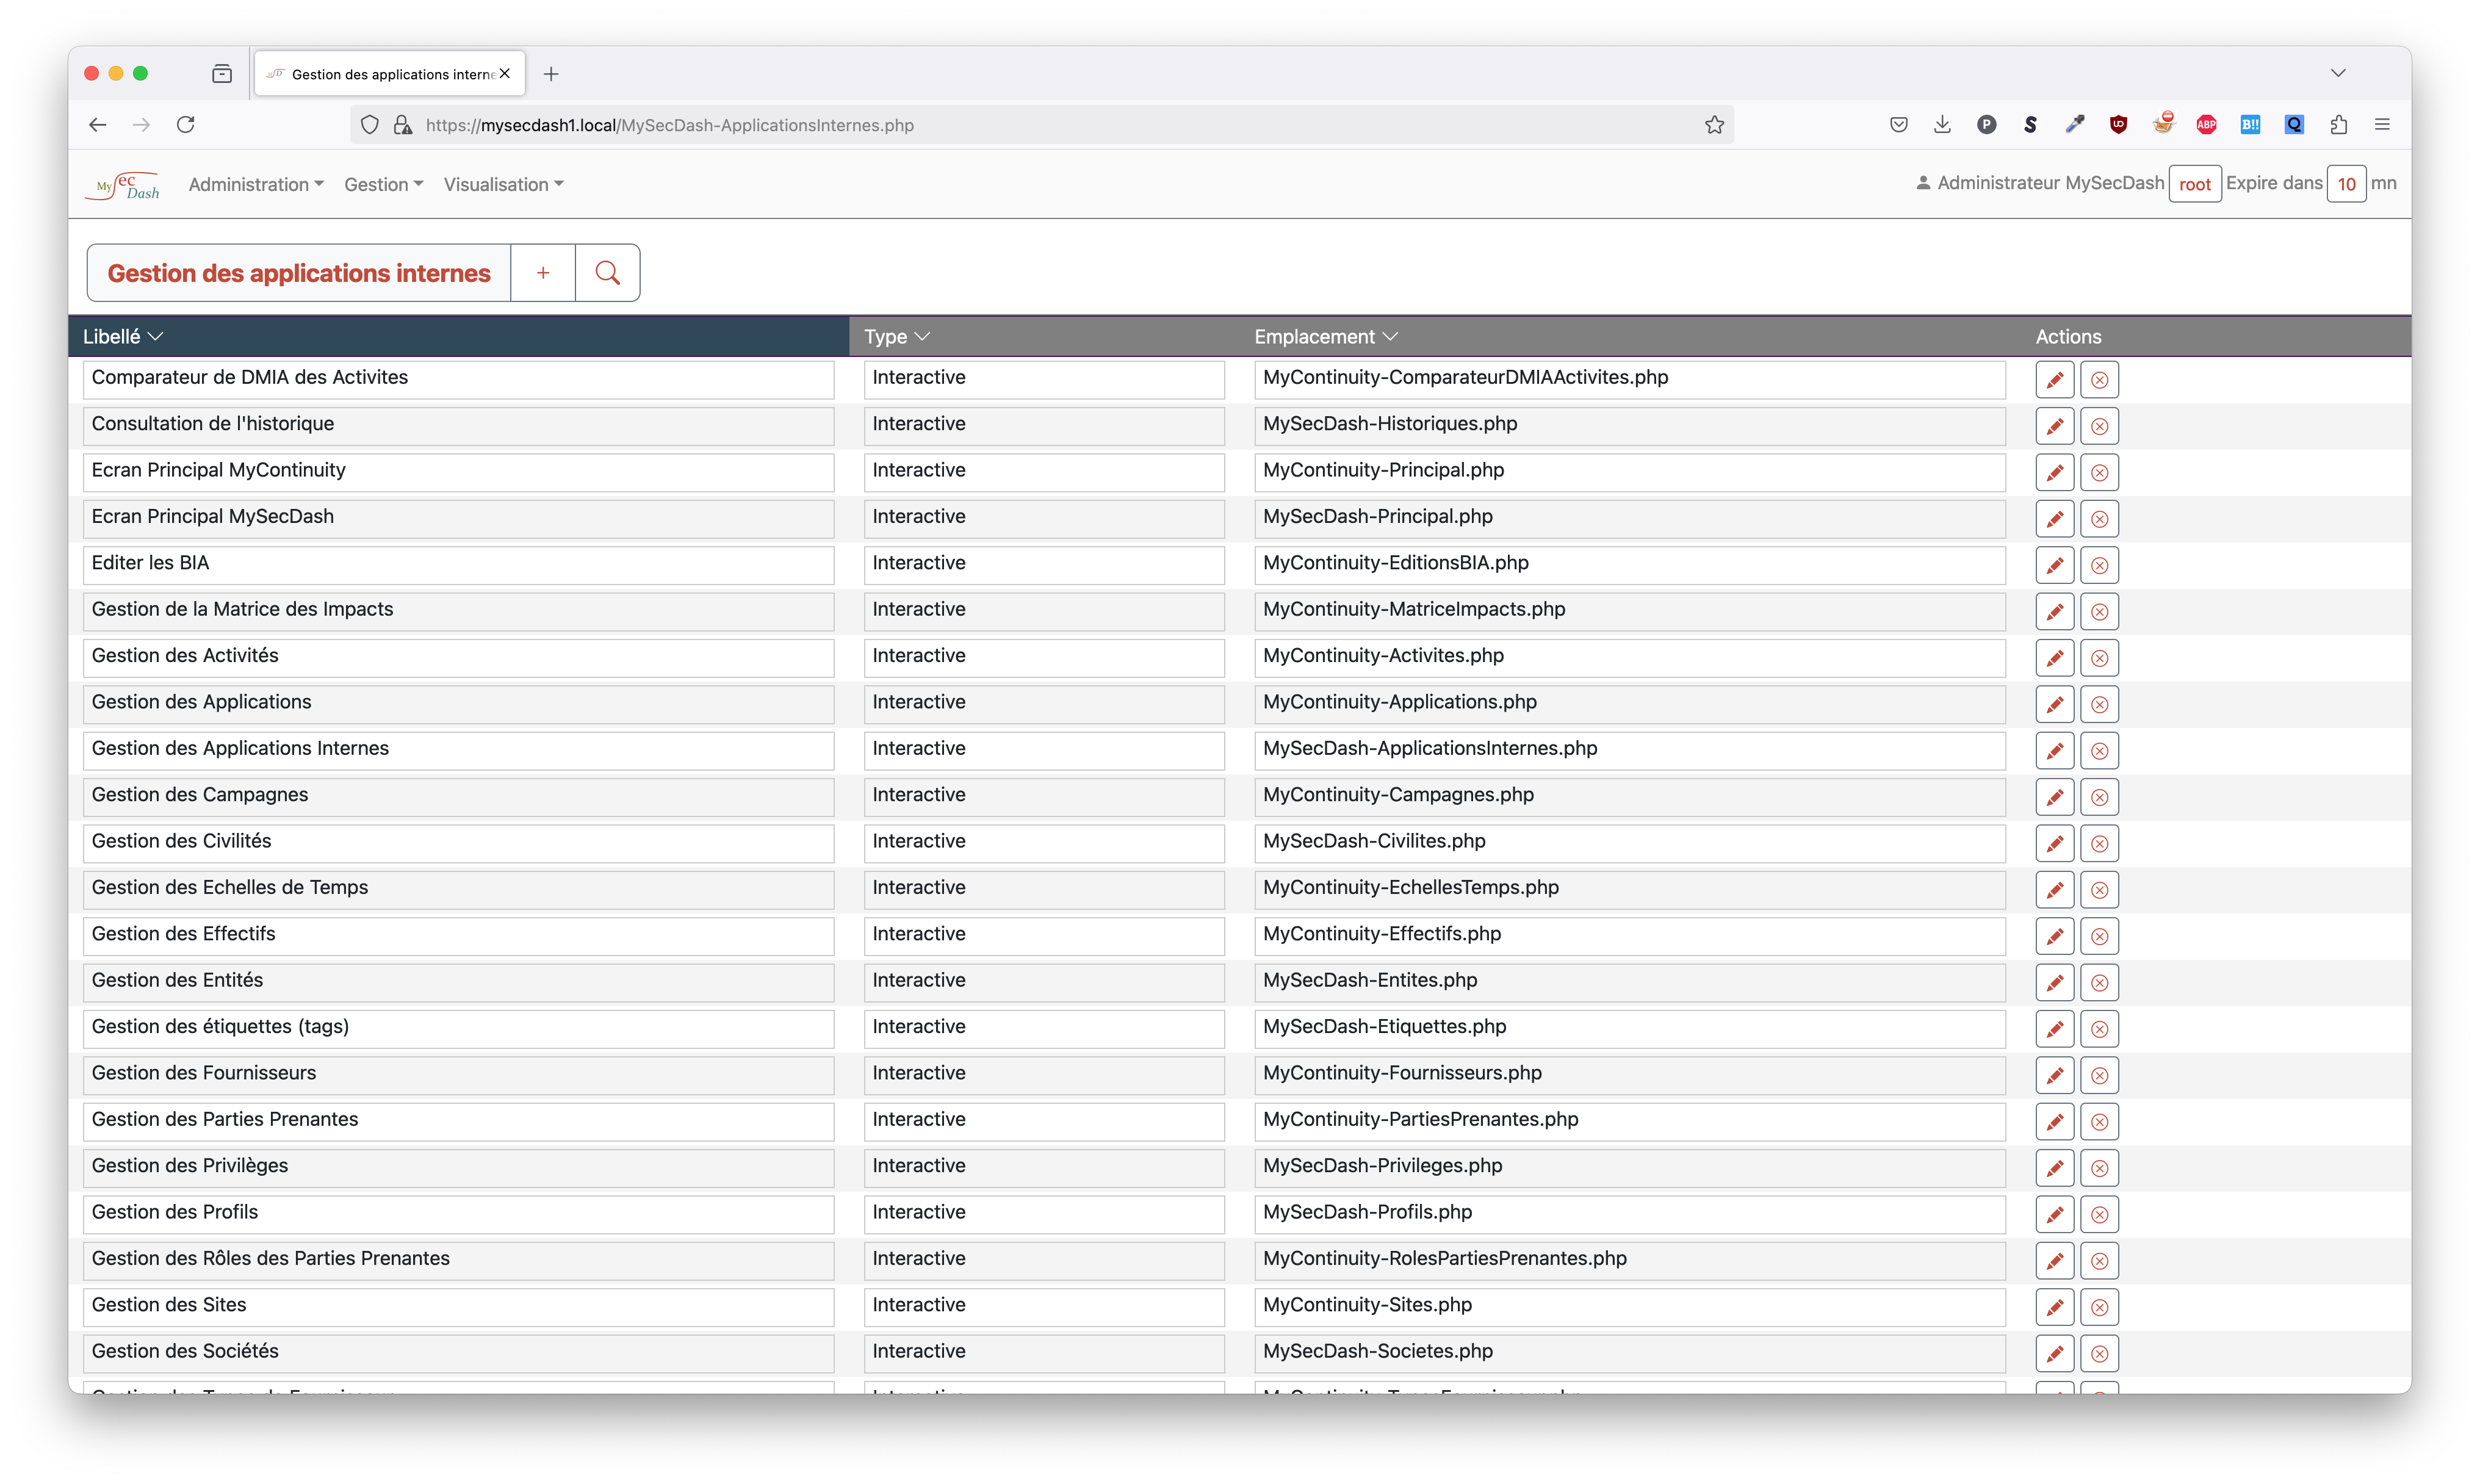 Gestion des applications interne
https://mysecdash1.local/MySecDash-ApplicationsInternes.php
P S ABP B!! Q
My Sec Dash Administration Gestion Visualisation Administrateur MySecDash root Expire dans 10 mn
Gestion des applications internes +
Libellé Type Emplacement Actions
Comparateur de DMIA des Activites Interactive MyContinuity-ComparateurDMIAActivites.php
Consultation de l'historique Interactive MySecDash-Historiques.php
Ecran Principal MyContinuity Interactive MyContinuity-Principal.php
Ecran Principal MySecDash Interactive MySecDash-Principal.php
Editer les BIA Interactive MyContinuity-EditionsBIA.php
Gestion de la Matrice des Impacts Interactive MyContinuity-MatriceImpacts.php
Gestion des Activités Interactive MyContinuity-Activites.php
Gestion des Applications Interactive MyContinuity-Applications.php
Gestion des Applications Internes Interactive MySecDash-ApplicationsInternes.php
Gestion des Campagnes Interactive MyContinuity-Campagnes.php
Gestion des Civilités Interactive MySecDash-Civilites.php
Gestion des Echelles de Temps Interactive MyContinuity-EchellesTemps.php
Gestion des Effectifs Interactive MyContinuity-Effectifs.php
Gestion des Entités Interactive MySecDash-Entites.php
Gestion des étiquettes (tags) Interactive MySecDash-Etiquettes.php
Gestion des Fournisseurs Interactive MyContinuity-Fournisseurs.php
Gestion des Parties Prenantes Interactive MyContinuity-PartiesPrenantes.php
Gestion des Privilèges Interactive MySecDash-Privileges.php
Gestion des Profils Interactive MySecDash-Profils.php
Gestion des Rôles des Parties Prenantes Interactive MyContinuity-RolesPartiesPrenantes.php
Gestion des Sites Interactive MyContinuity-Sites.php
Gestion des Sociétés Interactive MySecDash-Societes.php